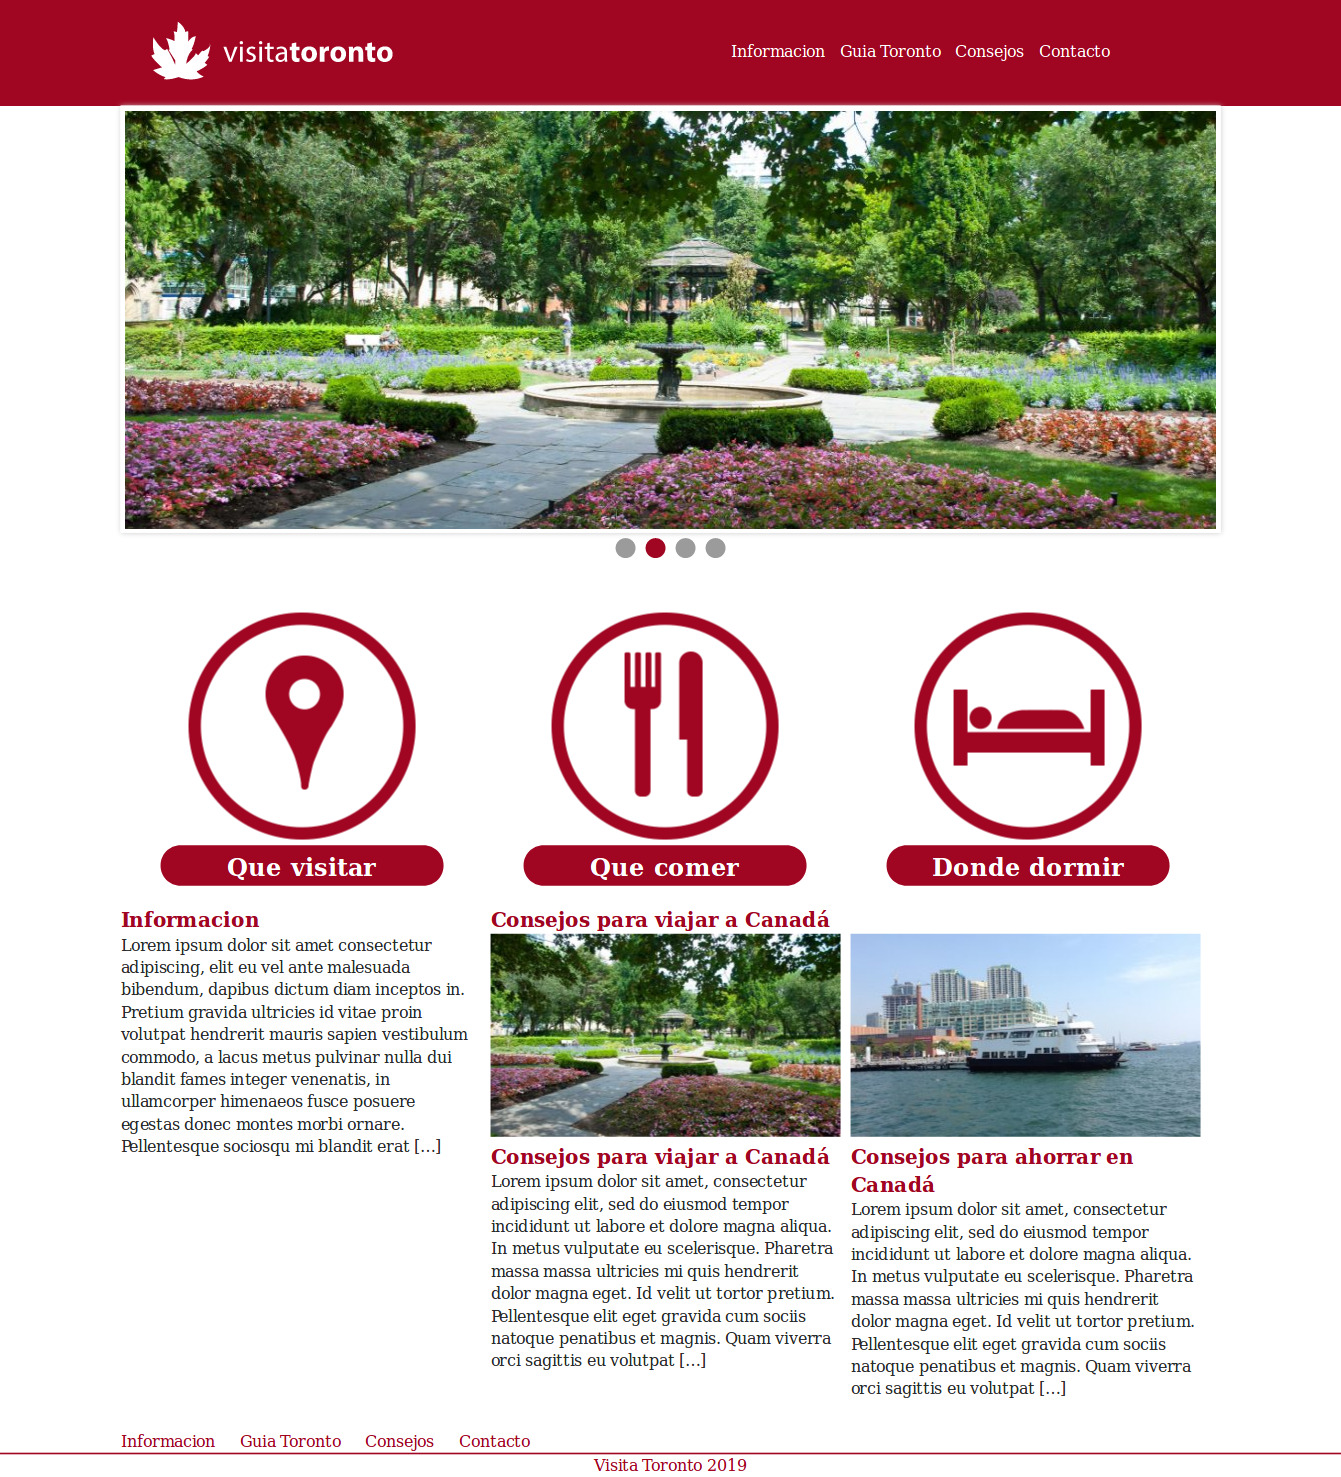 visitatoronto
Informacion Guia Toronto Consejos Contacto
Que visitar
Que comer
Donde dormir
Informacion
Lorem ipsum dolor sit amet consectetur
adipiscing, elit eu vel ante malesuada
bibendum, dapibus dictum diam inceptos in.
Pretium gravida ultricies id vitae proin
volutpat hendrerit mauris sapien vestibulum
commodo, a lacus metus pulvinar nulla dui
blandit fames integer venenatis, in
ullamcorper himenaeos fusce posuere
egestas donec montes morbi ornare.
Pellentesque sociosqu mi blandit erat […]
Consejos para viajar a Canadá
Consejos para viajar a Canadá
Lorem ipsum dolor sit amet, consectetur
adipiscing elit, sed do eiusmod tempor
incididunt ut labore et dolore magna aliqua.
In metus vulputate eu scelerisque. Pharetra
massa massa ultricies mi quis hendrerit
dolor magna eget. Id velit ut tortor pretium.
Pellentesque elit eget gravida cum sociis
natoque penatibus et magnis. Quam viverra
orci sagittis eu volutpat […]
Consejos para ahorrar en
Canadá
Lorem ipsum dolor sit amet, consectetur
adipiscing elit, sed do eiusmod tempor
incididunt ut labore et dolore magna aliqua.
In metus vulputate eu scelerisque. Pharetra
massa massa ultricies mi quis hendrerit
dolor magna eget. Id velit ut tortor pretium.
Pellentesque elit eget gravida cum sociis
natoque penatibus et magnis. Quam viverra
orci sagittis eu volutpat […]
Informacion Guia Toronto Consejos Contacto
Visita Toronto 2019